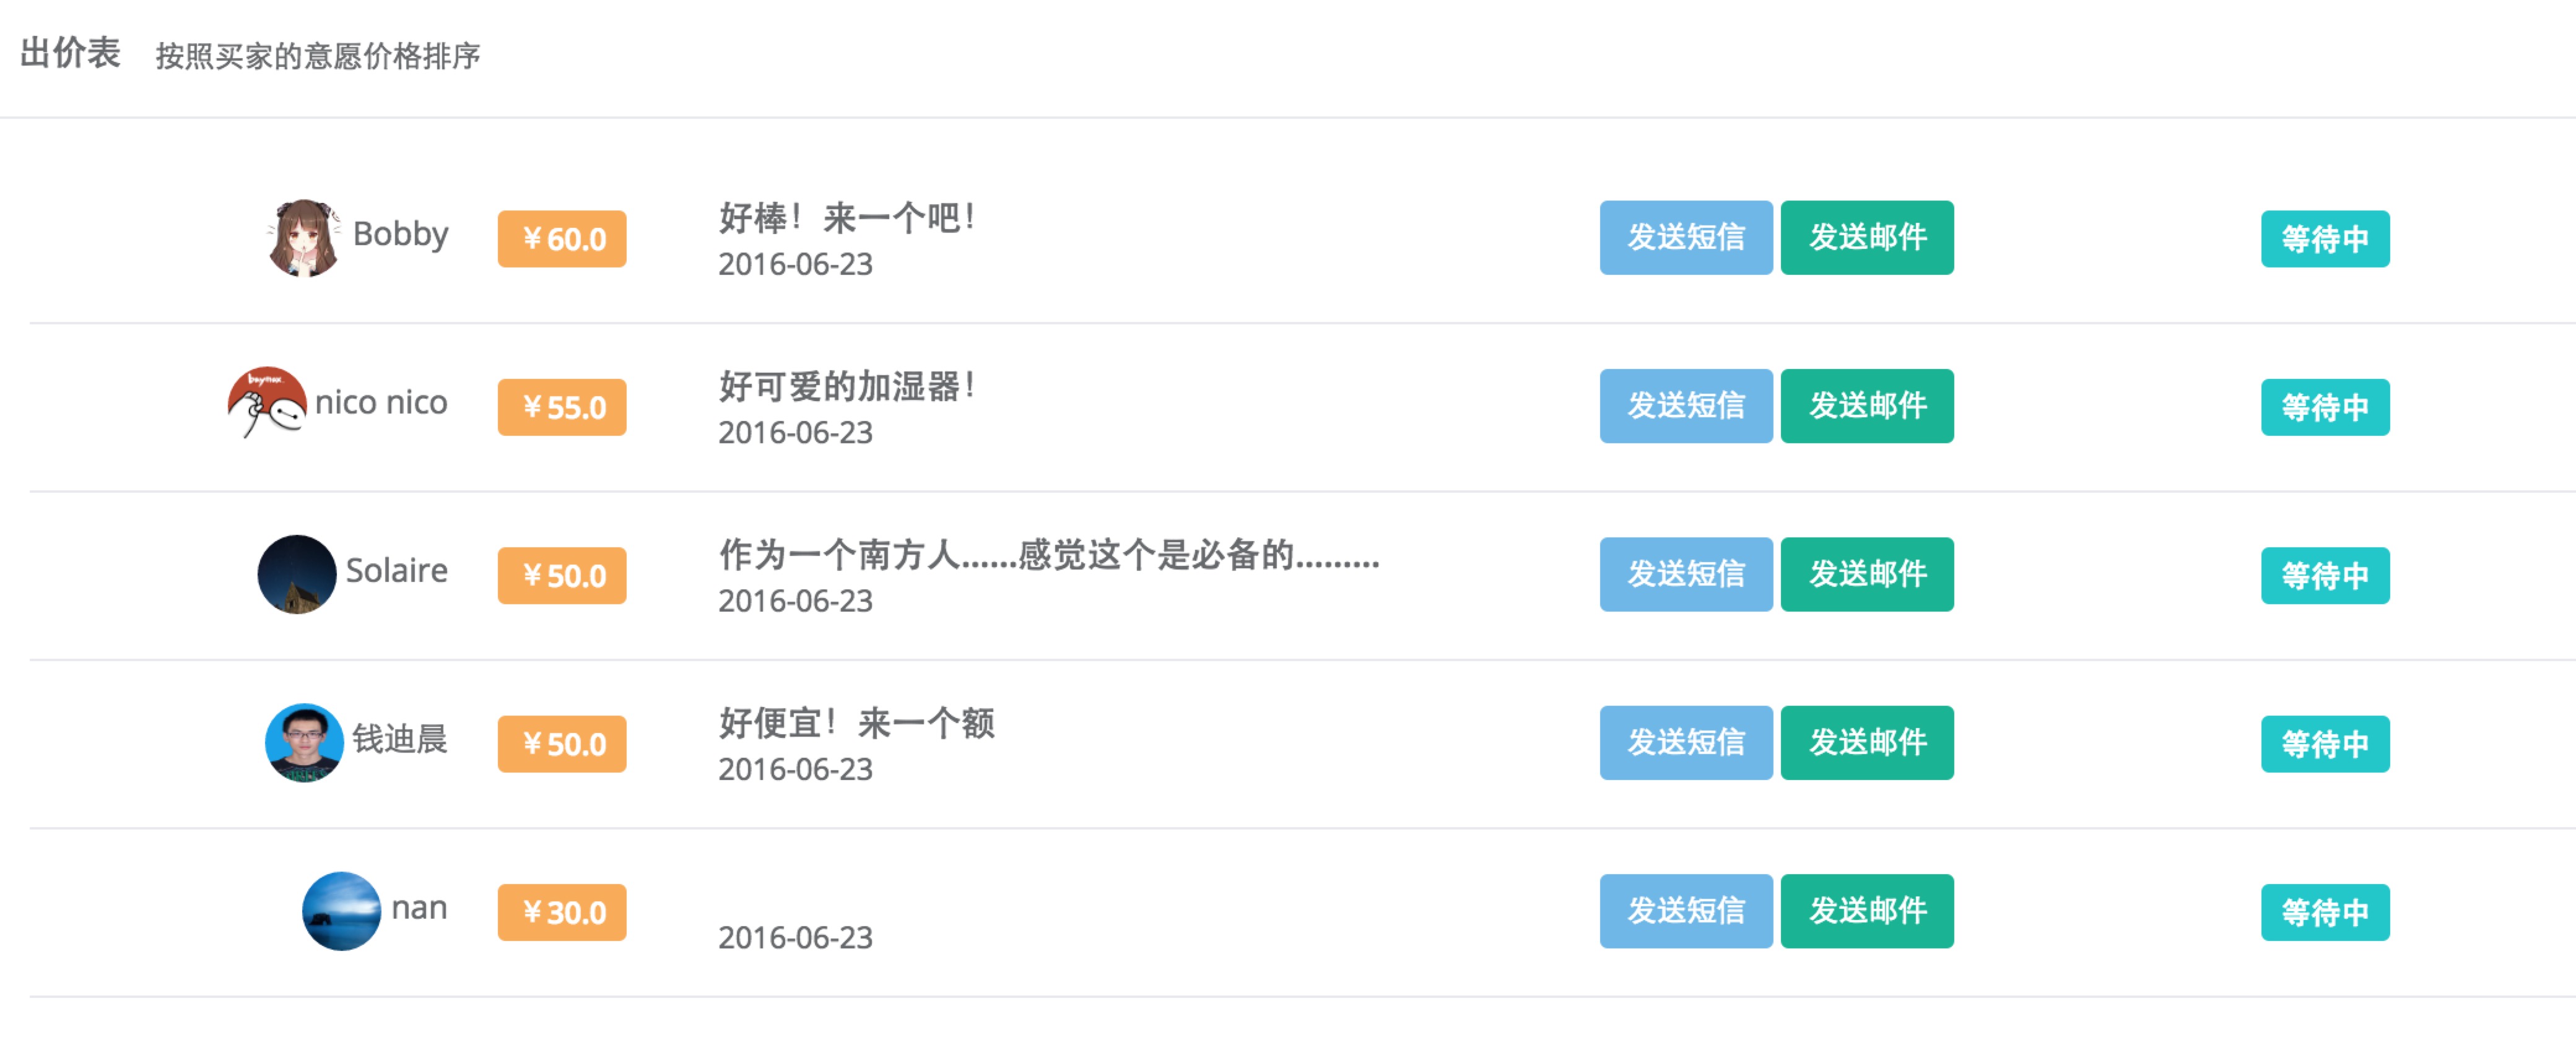 出价表 按照买家的意愿价格排序
Bobby ¥60.0 好棒！来一个吧！ 发送短信 发送邮件 等待中
2016-06-23
baymax
nico nico ¥55.0 好可爱的加湿器！ 发送短信 发送邮件 等待中
2016-06-23
Solaire ¥50.0 作为一个南方人......感觉这个是必备的......... 发送短信 发送邮件 等待中
2016-06-23
钱迪晨 ¥50.0 好便宜！来一个额 发送短信 发送邮件 等待中
2016-06-23
nan ¥30.0 发送短信 发送邮件 等待中
2016-06-23